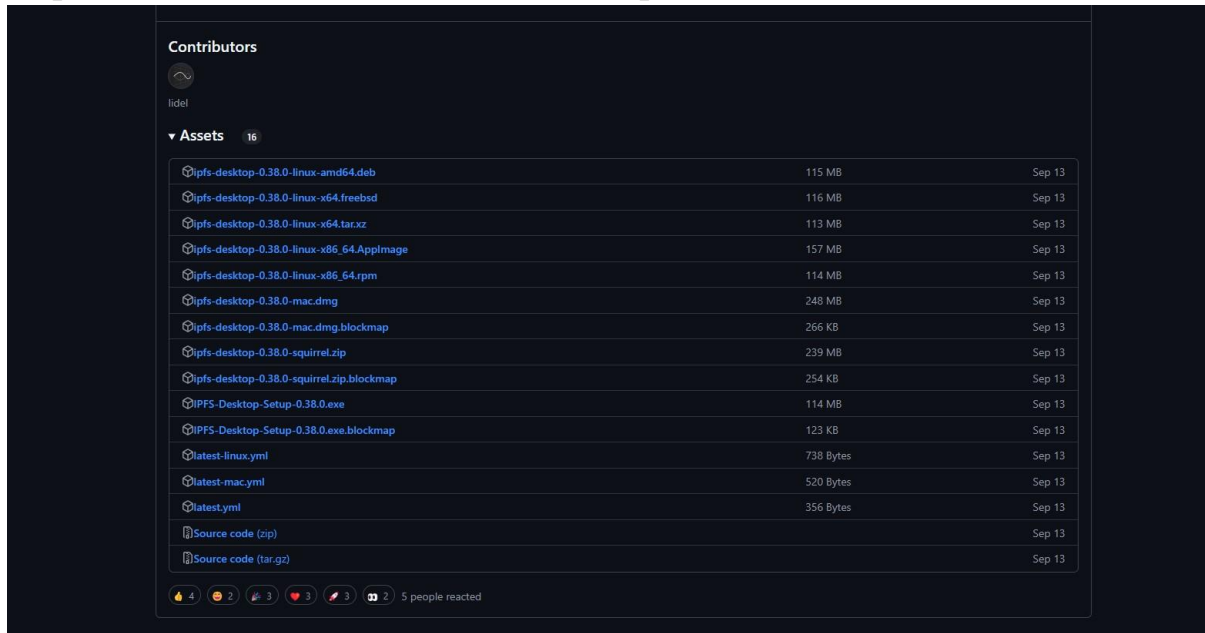 Contributors
lidel
Assets 16
ipfs-desktop-0.38.0-linux-amd64.deb 115 MB Sep 13
ipfs-desktop-0.38.0-linux-x64.freebsd 116 MB Sep 13
ipfs-desktop-0.38.0-linux-x64.tar.xz 113 MB Sep 13
ipfs-desktop-0.38.0-linux-x86_64.AppImage 157 MB Sep 13
ipfs-desktop-0.38.0-linux-x86_64.rpm 114 MB Sep 13
ipfs-desktop-0.38.0-mac.dmg 248 MB Sep 13
ipfs-desktop-0.38.0-mac.dmg.blockmap 266 KB Sep 13
ipfs-desktop-0.38.0-squirrel.zip 239 MB Sep 13
ipfs-desktop-0.38.0-squirrel.zip.blockmap 254 KB Sep 13
IPFS-Desktop-Setup-0.38.0.exe 114 MB Sep 13
IPFS-Desktop-Setup-0.38.0.exe.blockmap 123 KB Sep 13
latest-linux.yml 738 Bytes Sep 13
latest-mac.yml 520 Bytes Sep 13
latest.yml 356 Bytes Sep 13
Source code (zip) Sep 13
Source code (tar.gz) Sep 13
👍 4 😄 2 🎉 3 ❤️ 3 🚀 3 👀 2 5 people reacted